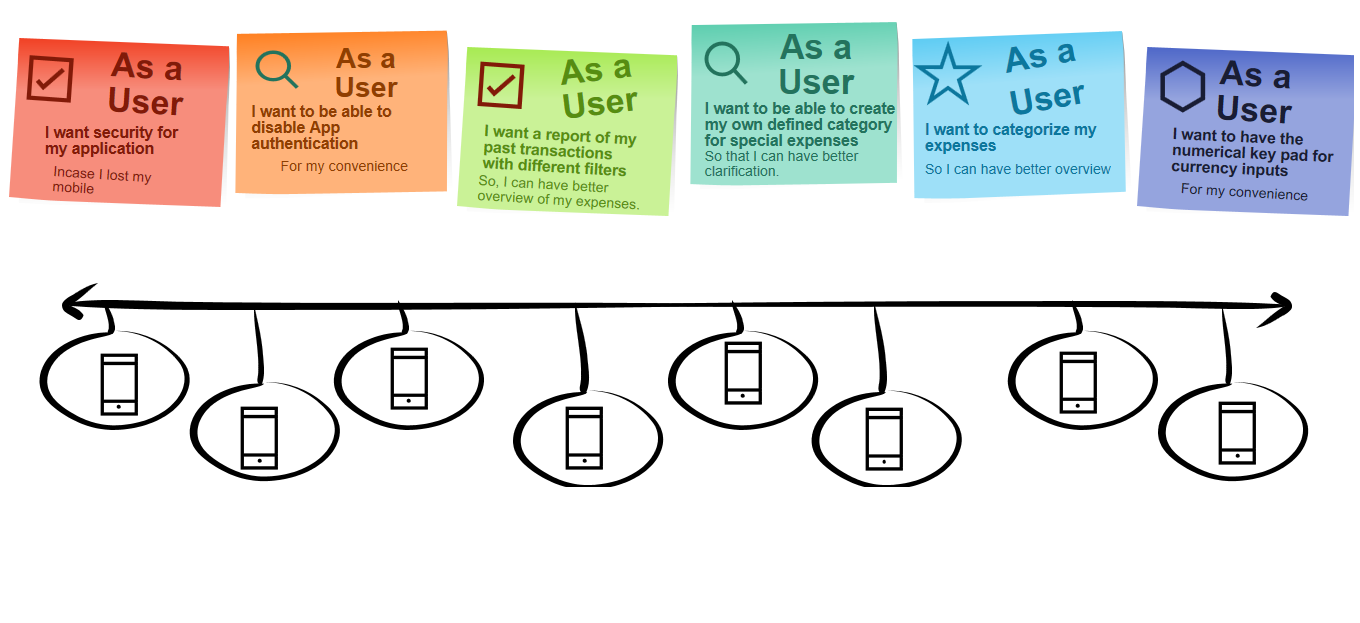 As a
User
I want security for
my application
Incase I lost my
mobile
As a
User
I want to be able to
disable App
authentication
For my convenience
As a
User
I want a report of my
past transactions
with different filters
So, I can have better
overview of my expenses.
As a
User
I want to be able to create
my own defined category
for special expenses
So that I can have better
clarification.
As a
User
I want to categorize my
expenses
So I can have better overview
As a
User
I want to have the
numerical key pad for
currency inputs
For my convenience